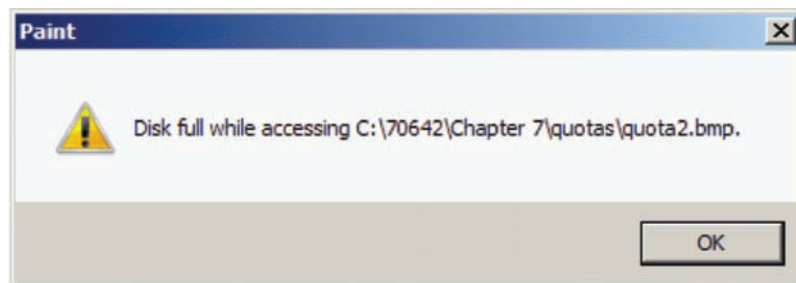 Paint
Disk full while accessing C:\70642\Chapter 7\quotas\quota2.bmp.
OK